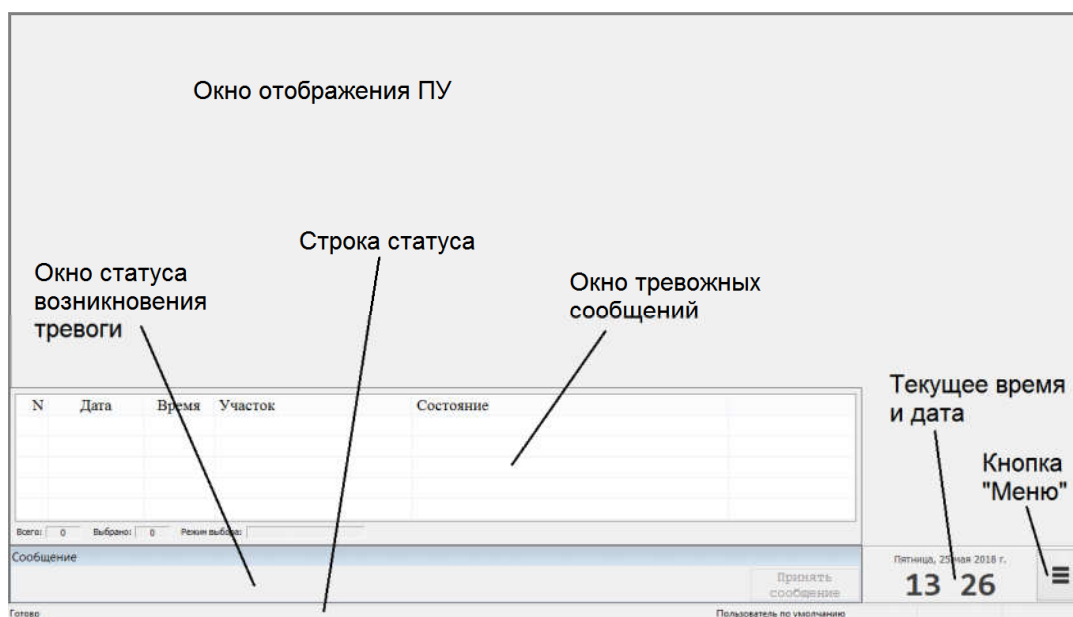 Окно отображения ПУ
Строка статуса
Окно статуса
возникновения
тревоги
Окно тревожных
сообщений
Текущее время
и дата
Кнопка
"Меню"
N Дата Время Участок Состояние
Всего: 0 Выбрано: 0 Режим выбора:
Сообщение
Принять
сообщение
Пятница, 25 мая 2018 г.
13 26
Готово
Пользователь по умолчанию